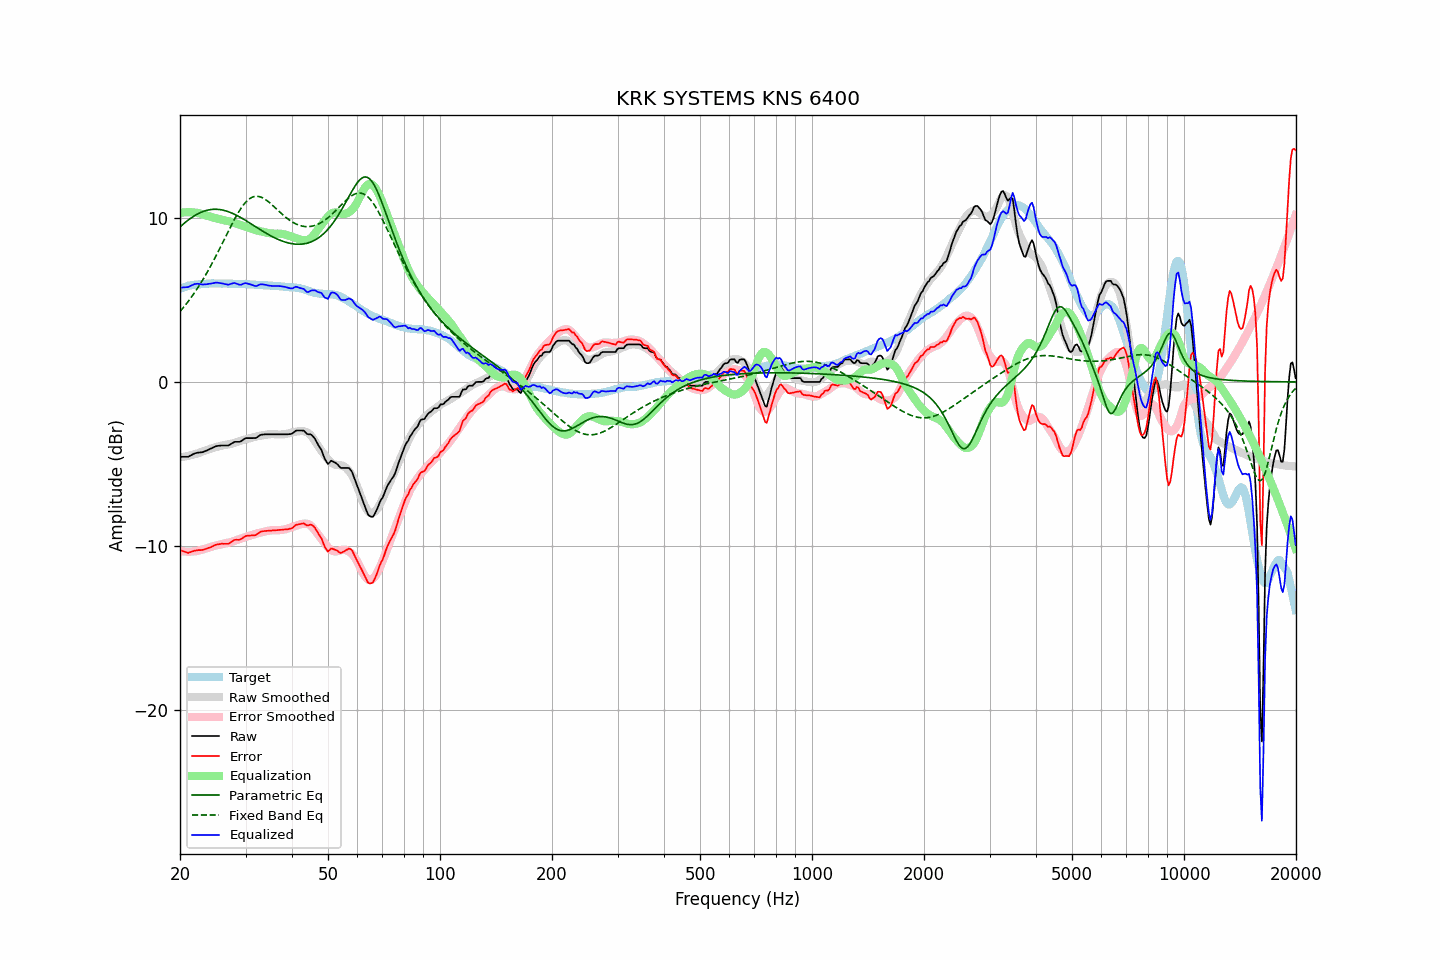 KRK SYSTEMS KNS 6400
Amplitude (dBr)
10
0
−10
−20
Target
Raw Smoothed
Error Smoothed
Raw
Error
Equalization
Parametric Eq
Fixed Band Eq
Equalized
20 50 100 200 500 1000 2000 5000 10000 20000
Frequency (Hz)